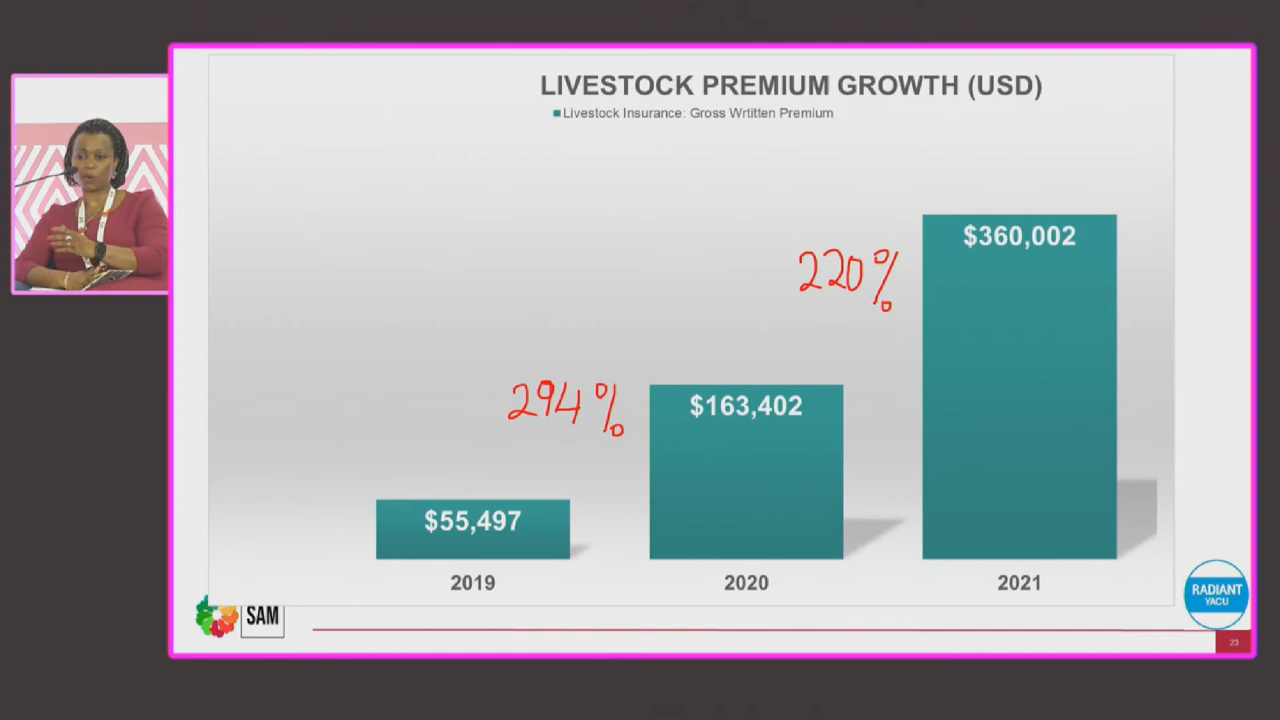 LIVESTOCK PREMIUM GROWTH (USD)
Livestock Insurance: Gross Wrtitten Premium
$360,002
220%
294%
$163,402
$55,497
2019 2020 2021
SAM
RADIANT
YACU
23